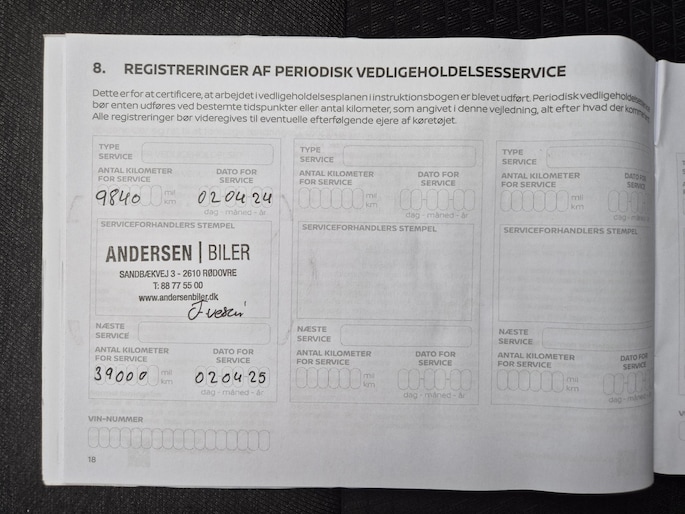 8. REGISTRERINGER AF PERIODISK VEDLIGEHOLDELSESSERVICE
Dette er for at certificere, at arbejdet i vedligeholdelsesplanen i instruktionsbogen er blevet udført. Periodisk vedligeholdelse
bør enten udføres ved bestemte tidspunkter eller antal kilometer, som angivet i denne vejledning, alt efter hvad der kommer
Alle registreringer bør videregives til eventuelle efterfølgende ejere af køretøjet.
TYPE SERVICE
ANTAL KILOMETER FOR SERVICE DATO FOR SERVICE
9840 mil km 02 04 24
dag - måned - år
SERVICEFORHANDLERS STEMPEL
ANDERSEN | BILER
SANDBÆKVEJ 3 - 2610 RØDOVRE
T: 88 77 55 00
www.andersenbiler.dk
NÆSTE SERVICE
ANTAL KILOMETER FOR SERVICE DATO FOR SERVICE
39000 mil km 02 04 25
dag - måned - år
VIN-NUMMER
18
TYPE SERVICE
ANTAL KILOMETER FOR SERVICE DATO FOR SERVICE
mil km
dag - måned - år
SERVICEFORHANDLERS STEMPEL
NÆSTE SERVICE
ANTAL KILOMETER FOR SERVICE DATO FOR SERVICE
mil km
dag - måned - år
TYPE SERVICE
ANTAL KILOMETER FOR SERVICE DATO FOR SERVICE
mil km
dag - måned - år
SERVICEFORHANDLERS STEMPEL
NÆSTE SERVICE
ANTAL KILOMETER FOR SERVICE DATO FOR SERVICE
mil km
dag - måned - år